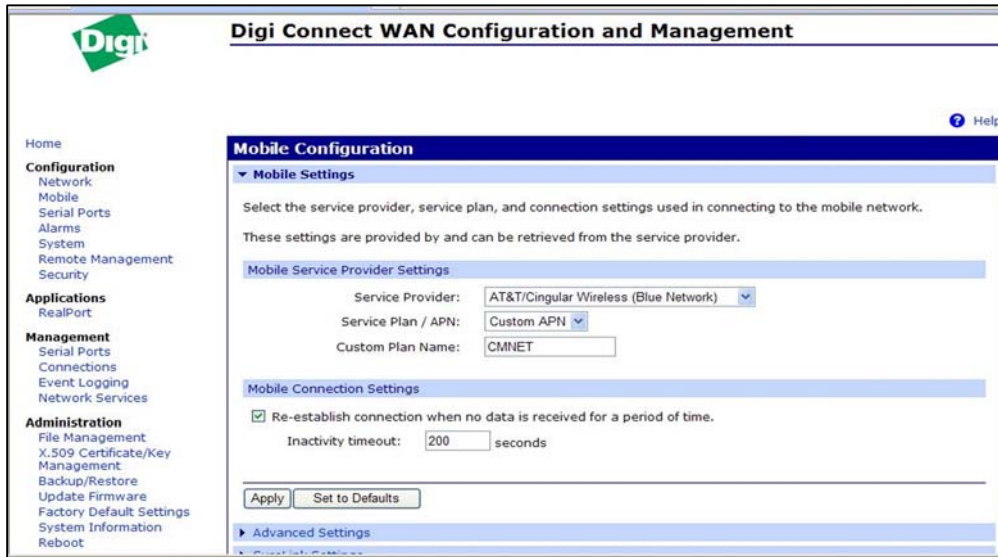 Digi
Digi Connect WAN Configuration and Management
Help
Home
Configuration
Network
Mobile
Serial Ports
Alarms
System
Remote Management
Security
Applications
RealPort
Management
Serial Ports
Connections
Event Logging
Network Services
Administration
File Management
X.509 Certificate/Key
Management
Backup/Restore
Update Firmware
Factory Default Settings
System Information
Reboot
Mobile Configuration
Mobile Settings
Select the service provider, service plan, and connection settings used in connecting to the mobile network.
These settings are provided by and can be retrieved from the service provider.
Mobile Service Provider Settings
Service Provider: AT&T/Cingular Wireless (Blue Network)
Service Plan / APN: Custom APN
Custom Plan Name: CMNET
Mobile Connection Settings
Re-establish connection when no data is received for a period of time.
Inactivity timeout: 200 seconds
Apply Set to Defaults
Advanced Settings